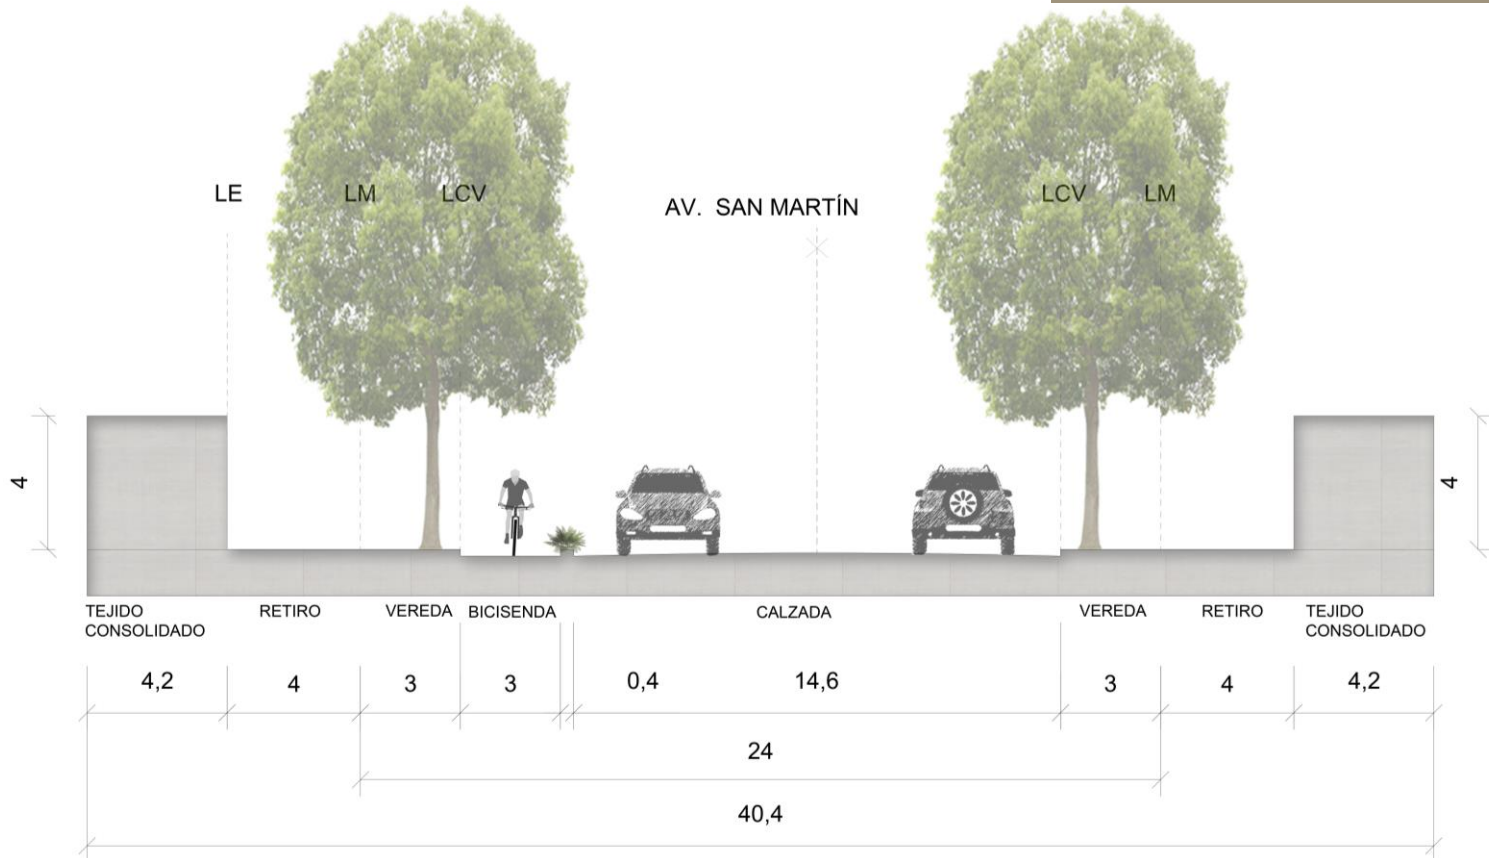 LE
LM
LCV
AV. SAN MARTÍN
LCV
LM
4
4
TEJIDO
CONSOLIDADO
RETIRO
VEREDA
BICISENDA
CALZADA
VEREDA
RETIRO
TEJIDO
CONSOLIDADO
4,2
4
3
3
0,4
14,6
3
4
4,2
24
40,4